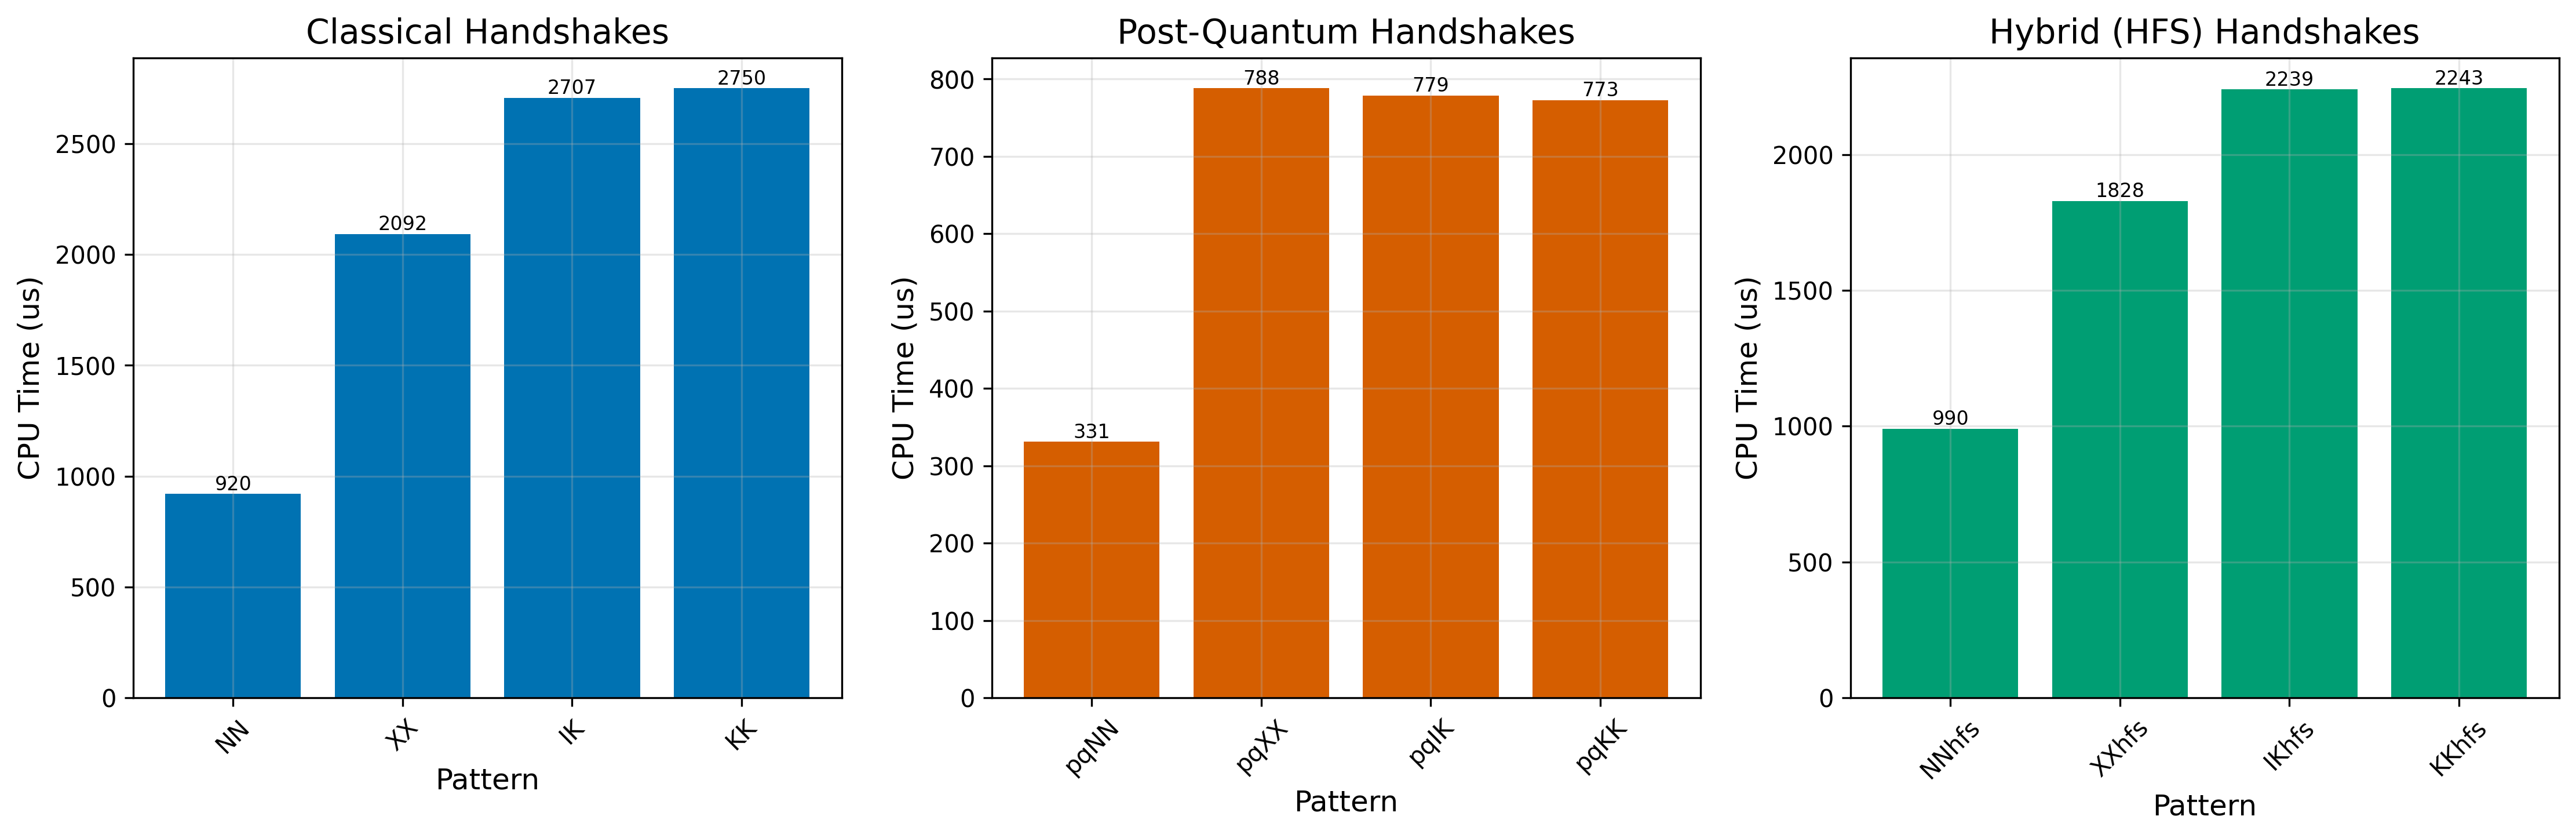 Classical Handshakes
CPU Time (us)
2500
2000
1500
1000
500
0
920
2092
2707
2750
NN
XX
IK
KK
Pattern
Post-Quantum Handshakes
CPU Time (us)
800
700
600
500
400
300
200
100
0
331
788
779
773
pqNN
pqXX
pqIK
pqKK
Pattern
Hybrid (HFS) Handshakes
CPU Time (us)
2000
1500
1000
500
0
990
1828
2239
2243
NNhfs
XXhfs
IKhfs
KKhfs
Pattern